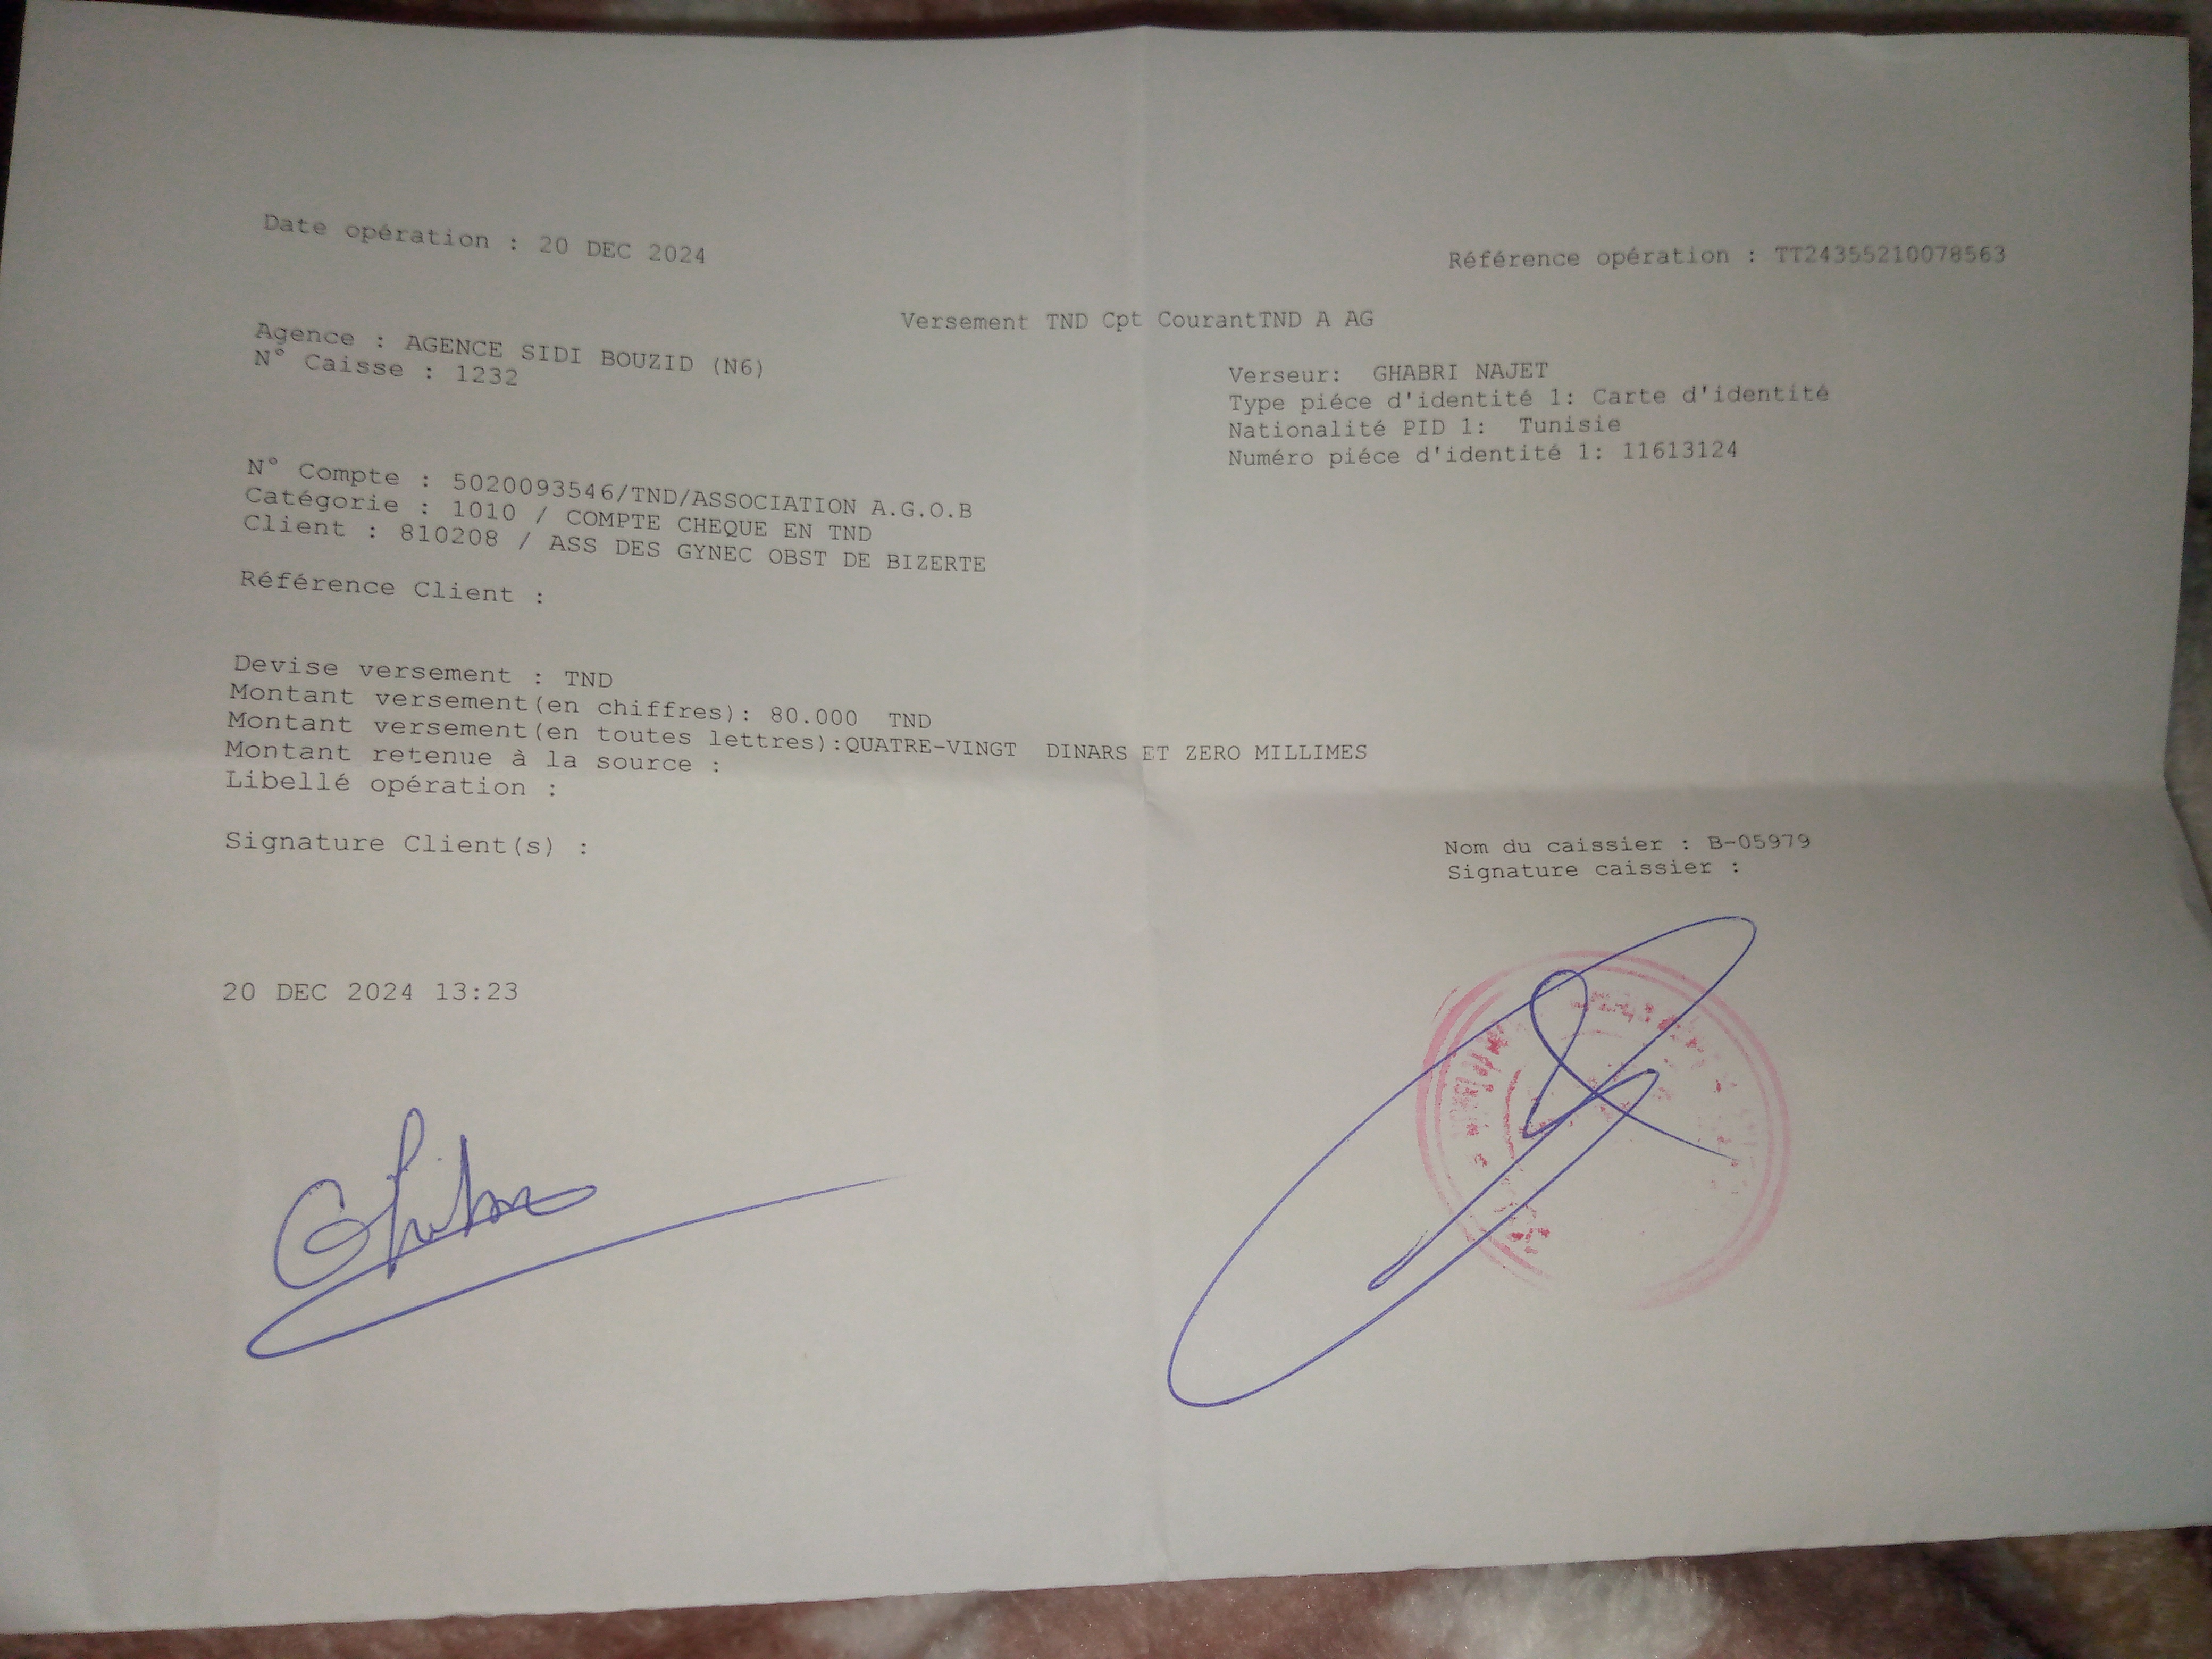 Date opération : 20 DEC 2024
Référence opération : TT24355210078563
Versement TND Cpt CourantTND A AG
Agence : AGENCE SIDI BOUZID (N6)
N° Caisse : 1232
Verseur: GHABRI NAJET
Type piéce d'identité 1: Carte d'identité
Nationalité PID 1: Tunisie
Numéro piéce d'identité 1: 11613124
N° Compte : 5020093546/TND/ASSOCIATION A.G.O.B
Catégorie : 1010 / COMPTE CHEQUE EN TND
Client : 810208 / ASS DES GYNEC OBST DE BIZERTE
Référence Client :
Devise versement : TND
Montant versement(en chiffres): 80.000 TND
Montant versement(en toutes lettres):QUATRE-VINGT DINARS ET ZERO MILLIMES
Montant retenue à la source :
Libellé opération :
Signature Client(s) :
Nom du caissier : B-05979
Signature caissier :
20 DEC 2024 13:23